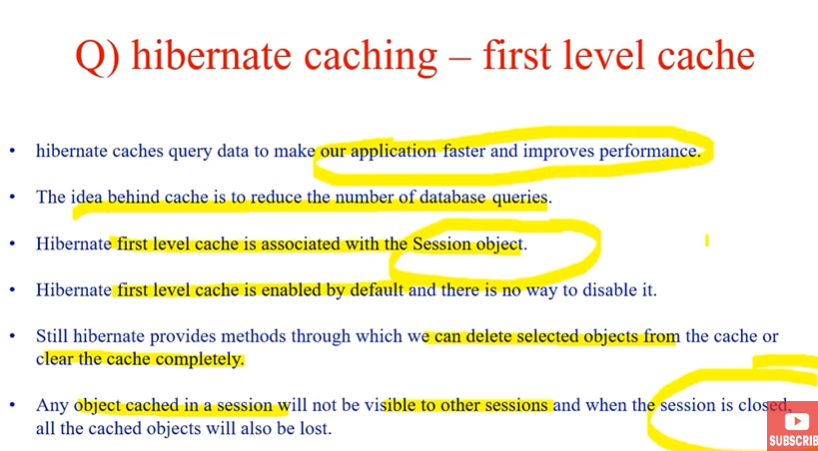 Q) hibernate caching – first level cache
• hibernate caches query data to make our application faster and improves performance.
• The idea behind cache is to reduce the number of database queries.
• Hibernate first level cache is associated with the Session object.
• Hibernate first level cache is enabled by default and there is no way to disable it.
• Still hibernate provides methods through which we can delete selected objects from the cache or
clear the cache completely.
• Any object cached in a session will not be visible to other sessions and when the session is closed,
all the cached objects will also be lost.
SUBSCRIB